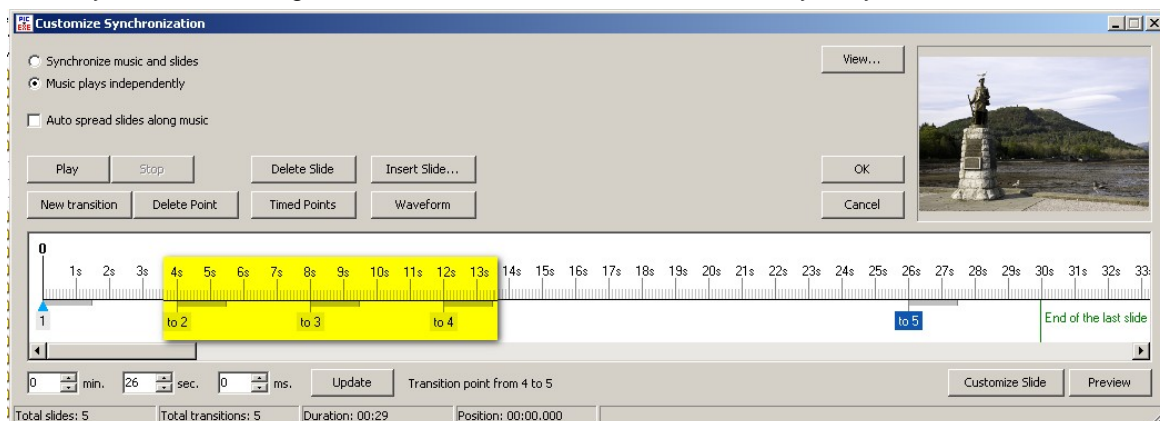 PIC EXE Customize Synchronization
Synchronize music and slides
Music plays independently
Auto spread slides along music
View...
Play Stop Delete Slide Insert Slide... OK
New transition Delete Point Timed Points Waveform Cancel
0
1s 2s 3s 4s 5s 6s 7s 8s 9s 10s 11s 12s 13s 14s 15s 16s 17s 18s 19s 20s 21s 22s 23s 24s 25s 26s 27s 28s 29s 30s 31s 32s 33
1 to 2 to 3 to 4 to 5 End of the last slide
0 min. 26 sec. 0 ms. Update Transition point from 4 to 5 Customize Slide Preview
Total slides: 5 Total transitions: 5 Duration: 00:29 Position: 00:00.000